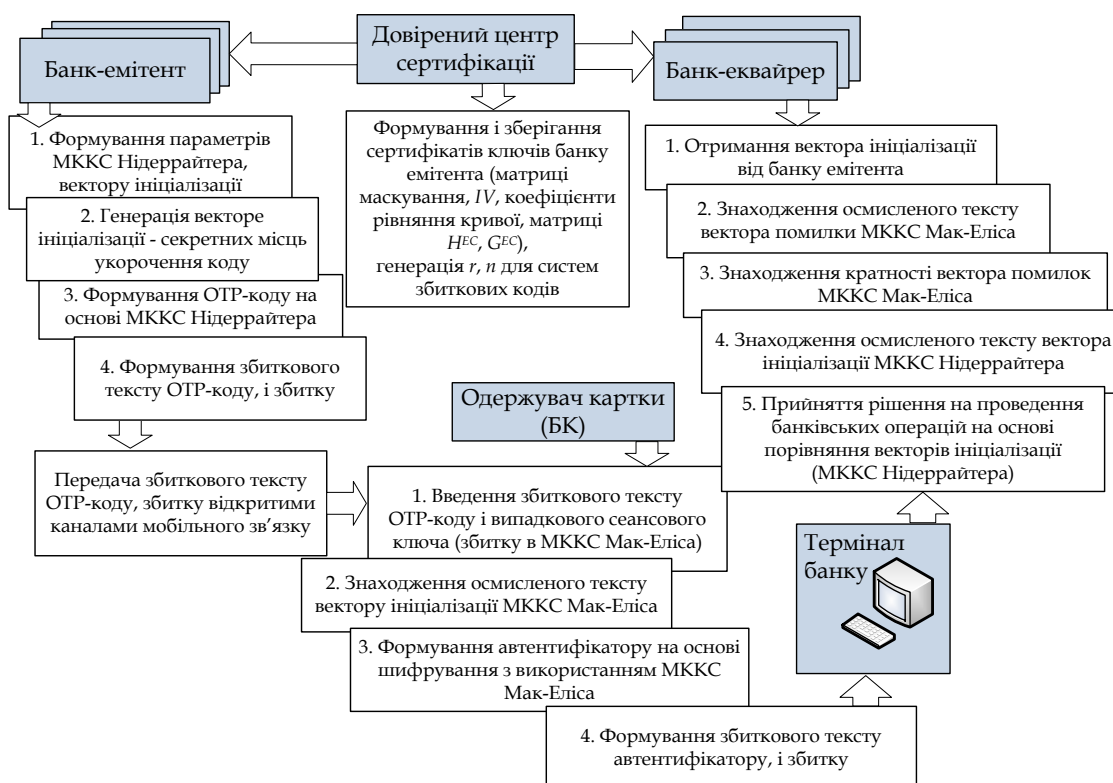 Банк-емітент
Довірений центр
сертифікації
Банк-еквайрер
1. Формування параметрів
МККС Нідеррайтера,
вектору ініціалізації
2. Генерація векторе
ініціалізації - секретних місць
укорочення коду
3. Формування ОТР-коду на
основі МККС Нідеррайтера
4. Формування збиткового
тексту ОТР-коду, і збитку
Передача збиткового тексту
ОТР-коду, збитку відкритими
каналами мобільного зв’язку
Формування і зберігання
сертифікатів ключів банку
емітента (матриці
маскування, IV, коефіцієнти
рівняння кривої, матриці
H^EC, G^EC),
генерація r, n для систем
збиткових кодів
1. Отримання вектора ініціалізації
від банку емітента
2. Знаходження осмисленого тексту
вектора помилки МККС Мак-Еліса
3. Знаходження кратності вектора помилок
МККС Мак-Еліса
4. Знаходження осмисленого тексту вектора
ініціалізації МККС Нідеррайтера
5. Прийняття рішення на проведення
банківських операцій на основі
порівняння векторів ініціалізації
(МККС Нідеррайтера)
Одержувач картки
(БК)
1. Введення збиткового тексту
ОТР-коду і випадкового сеансового
ключа (збитку в МККС Мак-Еліса)
2. Знаходження осмисленого тексту
вектору ініціалізації МККС Мак-Еліса
3. Формування автентифікатору на основі
шифрування з використанням МККС
Мак-Еліса
4. Формування збиткового тексту
автентифікатору, і збитку
Термінал
банку